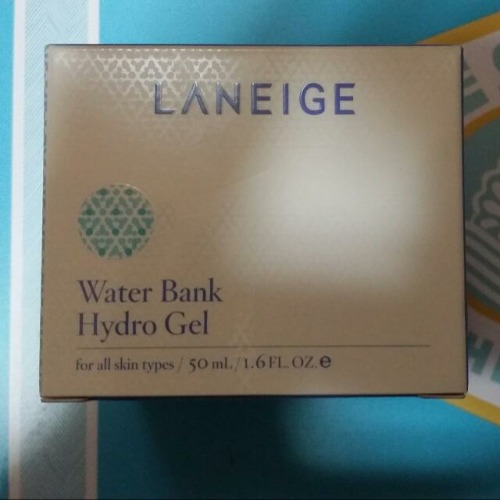 LANEIGE
Water Bank
Hydro Gel
for all skin types / 50 mL / 1.6 FL. OZ. e